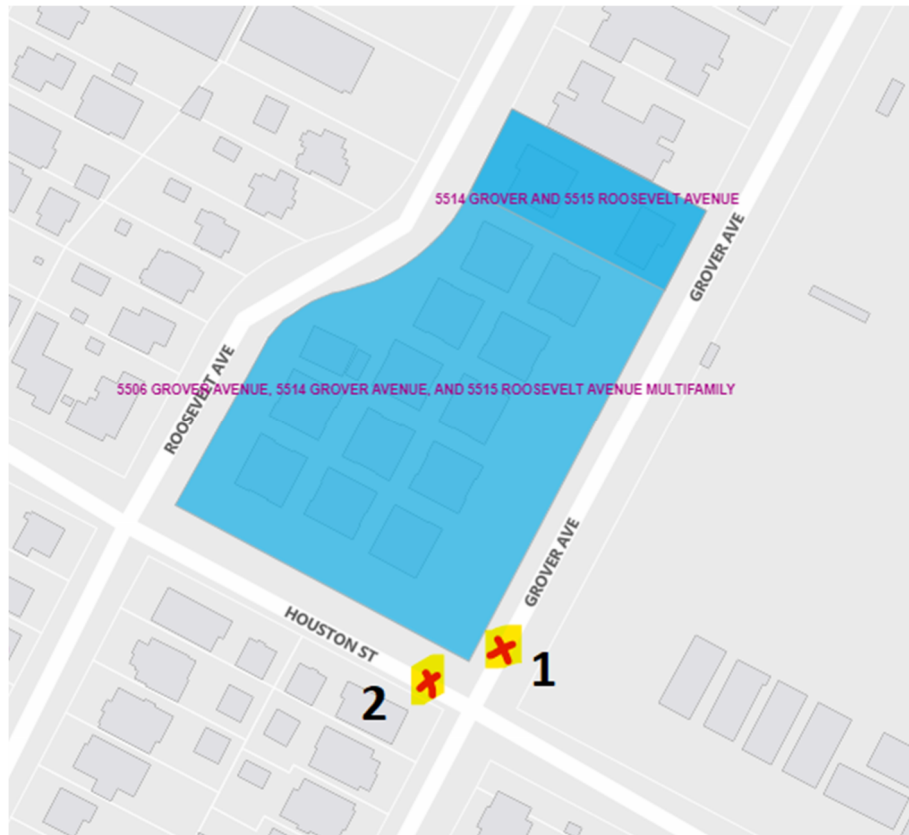 5514 GROVER AND 5515 ROOSEVELT AVENUE
GROVER AVE
5506 GROVER AVENUE, 5514 GROVER AVENUE, AND 5515 ROOSEVELT AVENUE MULTIFAMILY
ROOSEVELT AVE
GROVER AVE
HOUSTON ST
1
2